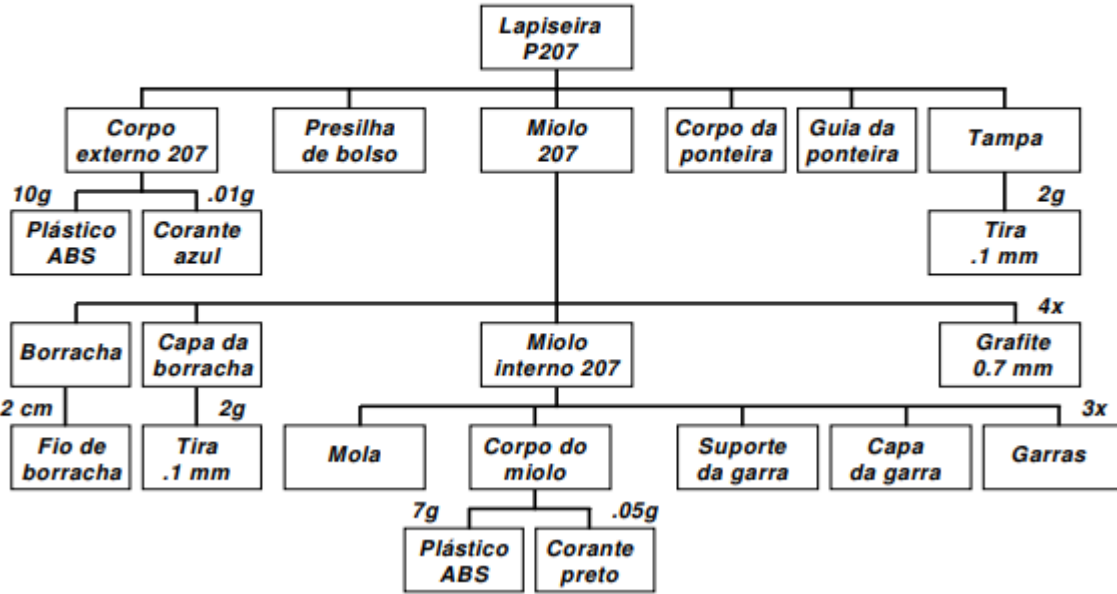 Lapiseira
P207
Corpo
externo 207
Presilha
de bolso
Miolo
207
Corpo da
ponteira
Guia da
ponteira
Tampa
10g
.01g
2g
Plástico
ABS
Corante
azul
Tira
.1 mm
4x
Borracha
Capa da
borracha
Miolo
interno 207
Grafite
0.7 mm
2 cm
2g
3x
Fio de
borracha
Tira
.1 mm
Mola
Corpo do
miolo
Suporte
da garra
Capa
da garra
Garras
7g
.05g
Plástico
ABS
Corante
preto